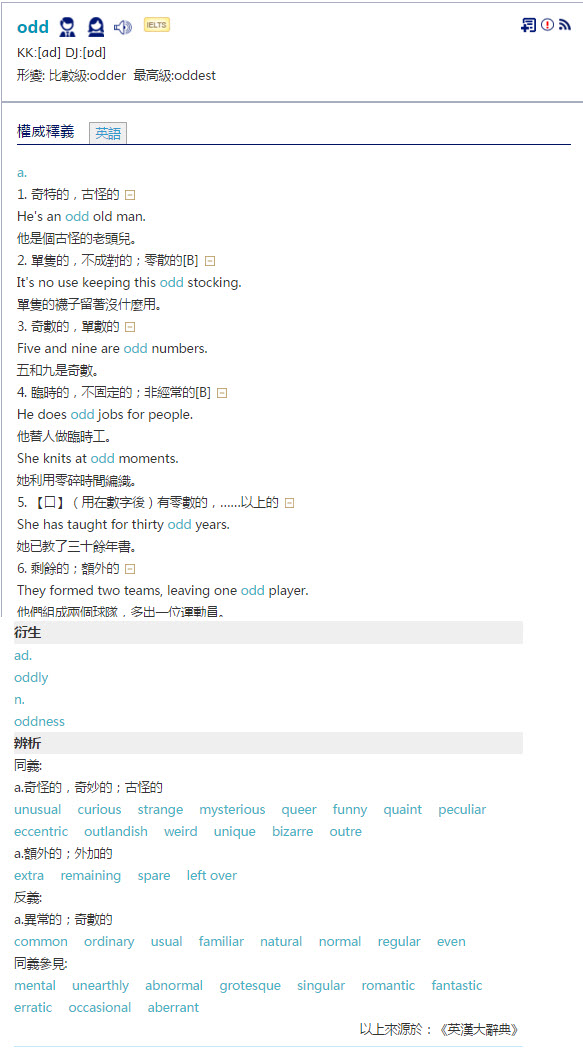 odd IELTS
KK:[ɑd] DJ:[ɒd]
形變: 比較級:odder 最高級:oddest
權威釋義 英語
a.
1. 奇特的，古怪的
He's an odd old man.
他是個古怪的老頭兒。
2. 單隻的，不成對的；零散的[B]
It's no use keeping this odd stocking.
單隻的襪子留著沒什麼用。
3. 奇數的，單數的
Five and nine are odd numbers.
五和九是奇數。
4. 臨時的，不固定的；非經常的[B]
He does odd jobs for people.
他替人做臨時工。
She knits at odd moments.
她利用零碎時間編織。
5. 【口】（用在數字後）有零數的，……以上的
She has taught for thirty odd years.
她已教了三十餘年書。
6. 剩餘的；額外的
They formed two teams, leaving one odd player.
他們組成兩個球隊，多出一位運動員。
衍生
ad.
oddly
n.
oddness
辨析
同義:
a.奇怪的，奇妙的；古怪的
unusual curious strange mysterious queer funny quaint peculiar
eccentric outlandish weird unique bizarre outre
a.額外的；外加的
extra remaining spare left over
反義:
a.異常的；奇數的
common ordinary usual familiar natural normal regular even
同義參見:
mental unearthly abnormal grotesque singular romantic fantastic
erratic occasional aberrant
以上來源於：《英漢大辭典》